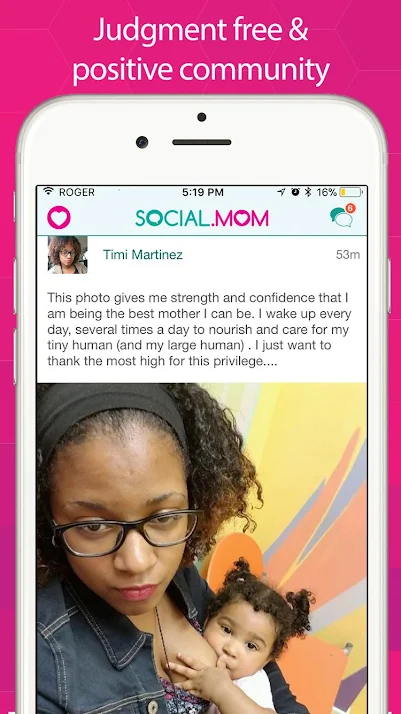 Judgment free &
positive community
ROGER 5:19 PM 16%
SOCIAL.MOM 6
Timi Martinez 53m
This photo gives me strength and confidence that I
am being the best mother I can be. I wake up every
day, several times a day to nourish and care for my
tiny human (and my large human) . I just want to
thank the most high for this privilege....